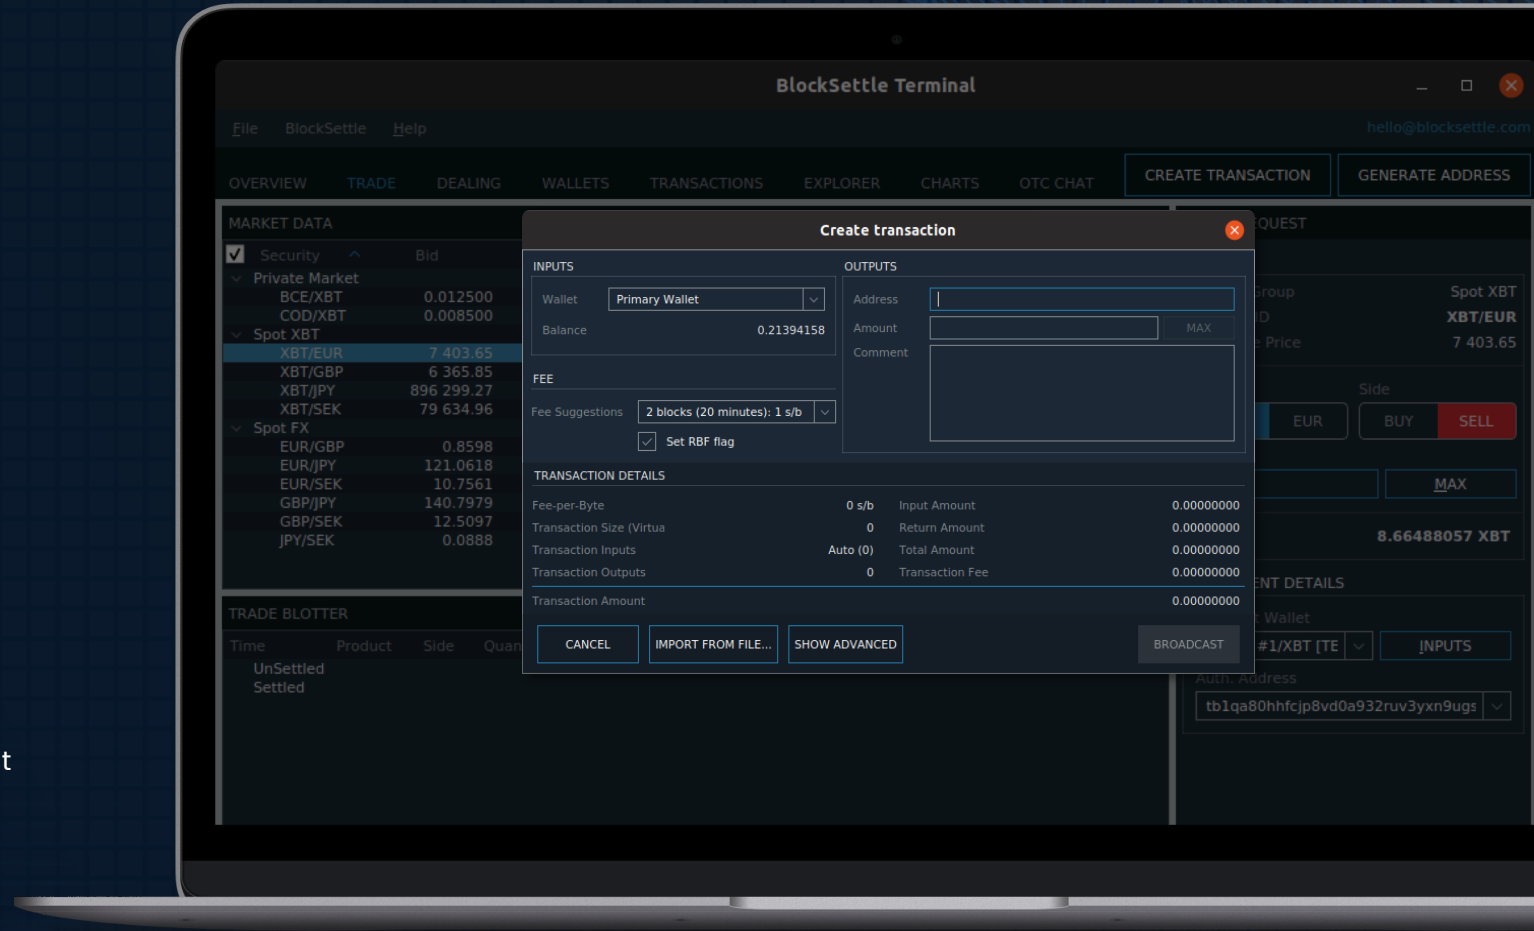 BlockSettle Terminal
File BlockSettle Help
hello@blocksettle.com
OVERVIEW TRADE DEALING WALLETS TRANSACTIONS EXPLORER CHARTS OTC CHAT CREATE TRANSACTION GENERATE ADDRESS
MARKET DATA
Security Bid
Private Market
BCE/XBT 0.012500
COD/XBT 0.008500
Spot XBT
XBT/EUR 7 403.65
XBT/GBP 6 365.85
XBT/JPY 896 299.27
XBT/SEK 79 634.96
Spot FX
EUR/GBP 0.8598
EUR/JPY 121.0618
EUR/SEK 10.7561
GBP/JPY 140.7979
GBP/SEK 12.5097
JPY/SEK 0.0888
TRADE BLOTTER
Time Product Side Quan
UnSettled
Settled
Create transaction
INPUTS
Wallet Primary Wallet
Balance 0.21394158
FEE
Fee Suggestions 2 blocks (20 minutes): 1 s/b
Set RBF flag
OUTPUTS
Address
Amount MAX
Comment
TRANSACTION DETAILS
Fee-per-Byte 0 s/b Input Amount 0.00000000
Transaction Size (Virtua 0 Return Amount 0.00000000
Transaction Inputs Auto (0) Total Amount 0.00000000
Transaction Outputs 0 Transaction Fee 0.00000000
Transaction Amount 0.00000000
CANCEL IMPORT FROM FILE... SHOW ADVANCED BROADCAST
QUEST
Group Spot XBT
D XBT/EUR
e Price 7 403.65
Side
EUR BUY SELL
MAX
8.66488057 XBT
ENT DETAILS
t Wallet
#1/XBT [TE INPUTS
Auth. Address
tb1qa80hhfcjp8vd0a932ruv3yxn9ugs
t